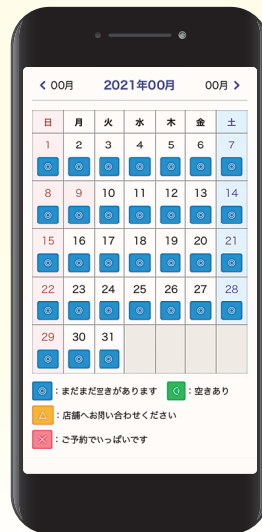 < 00月 2021年00月 00月 >
日 月 火 水 木 金 土
1 2 3 4 5 6 7
◎ ◎ ◎ ◎ ◎ ◎ ◎
8 9 10 11 12 13 14
◎ ◎ ◎ ◎ ◎ ◎ ◎
15 16 17 18 19 20 21
◎ ◎ ◎ ◎ ◎ ◎ ◎
22 23 24 25 26 27 28
◎ ◎ ◎ ◎ ◎ ◎ ◎
29 30 31
◎ ◎ ◎
◎ : まだまだ空きがあります ○ : 空きあり
△ : 店舗へお問い合わせください
× : ご予約でいっぱいです